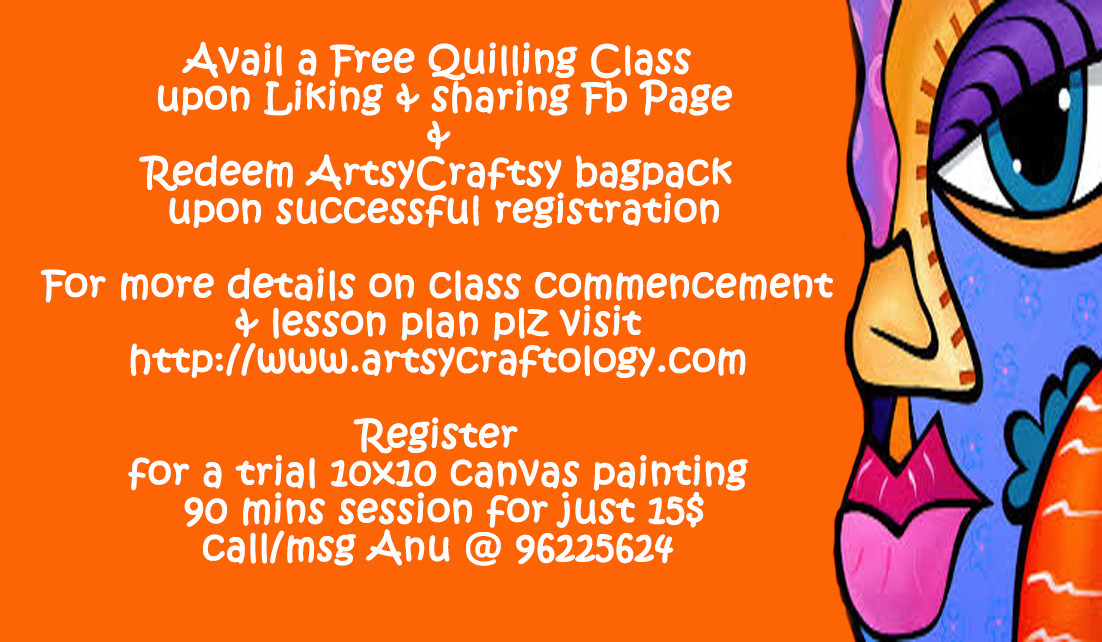 Avail a Free Quilling Class
upon Liking & sharing Fb Page
&
Redeem ArtsyCraftsy bagpack
upon successful registration
For more details on class commencement
& lesson plan plz visit
http://www.artsycraftology.com
Register
for a trial 10x10 canvas painting
90 mins session for just 15$
call/msg Anu @ 96225624